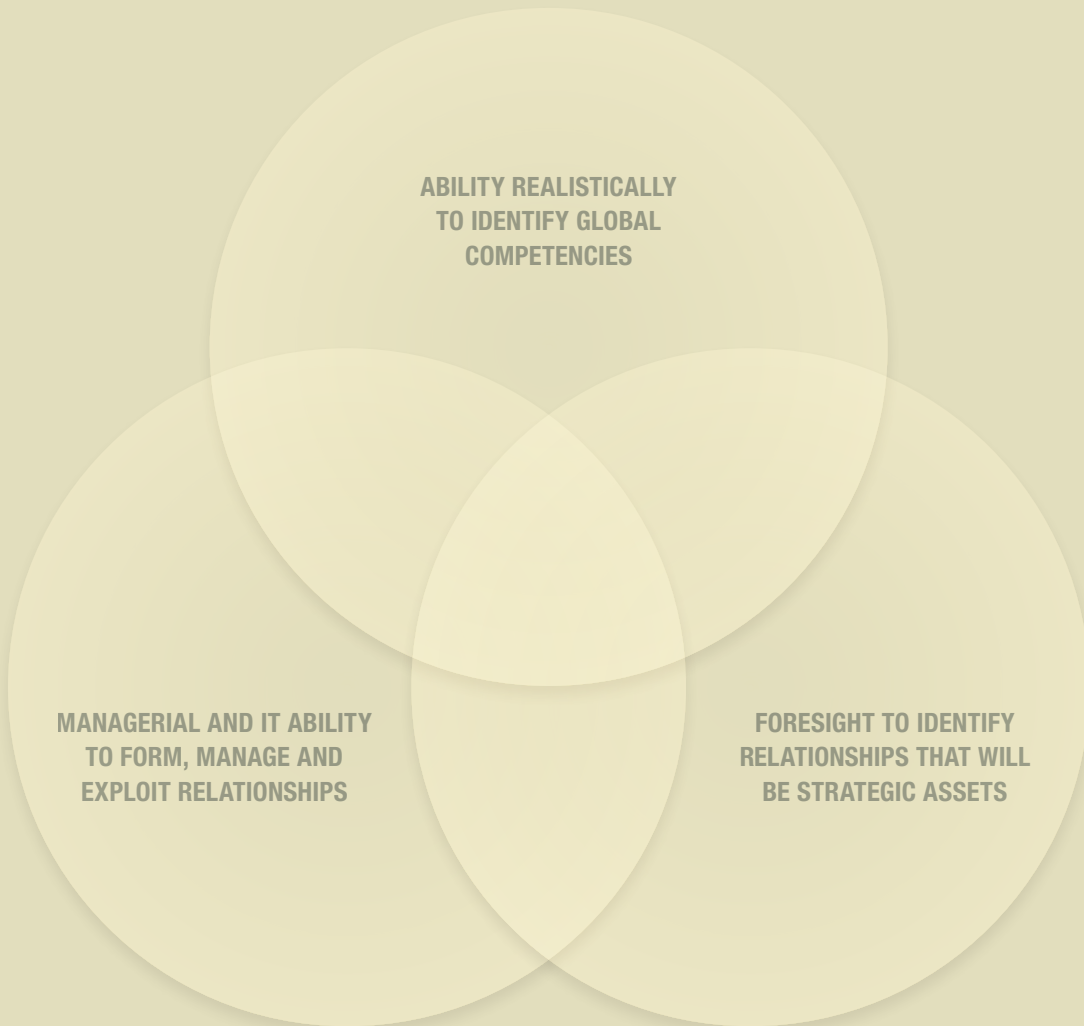 ABILITY REALISTICALLY
TO IDENTIFY GLOBAL
COMPETENCIES
MANAGERIAL AND IT ABILITY
TO FORM, MANAGE AND
EXPLOIT RELATIONSHIPS
FORESIGHT TO IDENTIFY
RELATIONSHIPS THAT WILL
BE STRATEGIC ASSETS